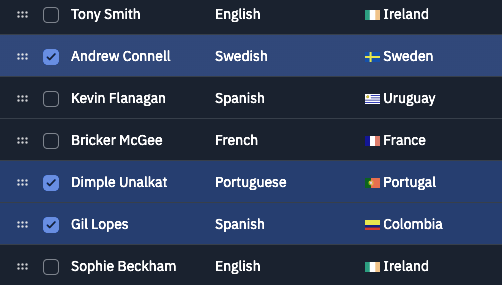 Tony Smith English Ireland
Andrew Connell Swedish Sweden
Kevin Flanagan Spanish Uruguay
Bricker McGee French France
Dimple Unalkat Portuguese Portugal
Gil Lopes Spanish Colombia
Sophie Beckham English Ireland